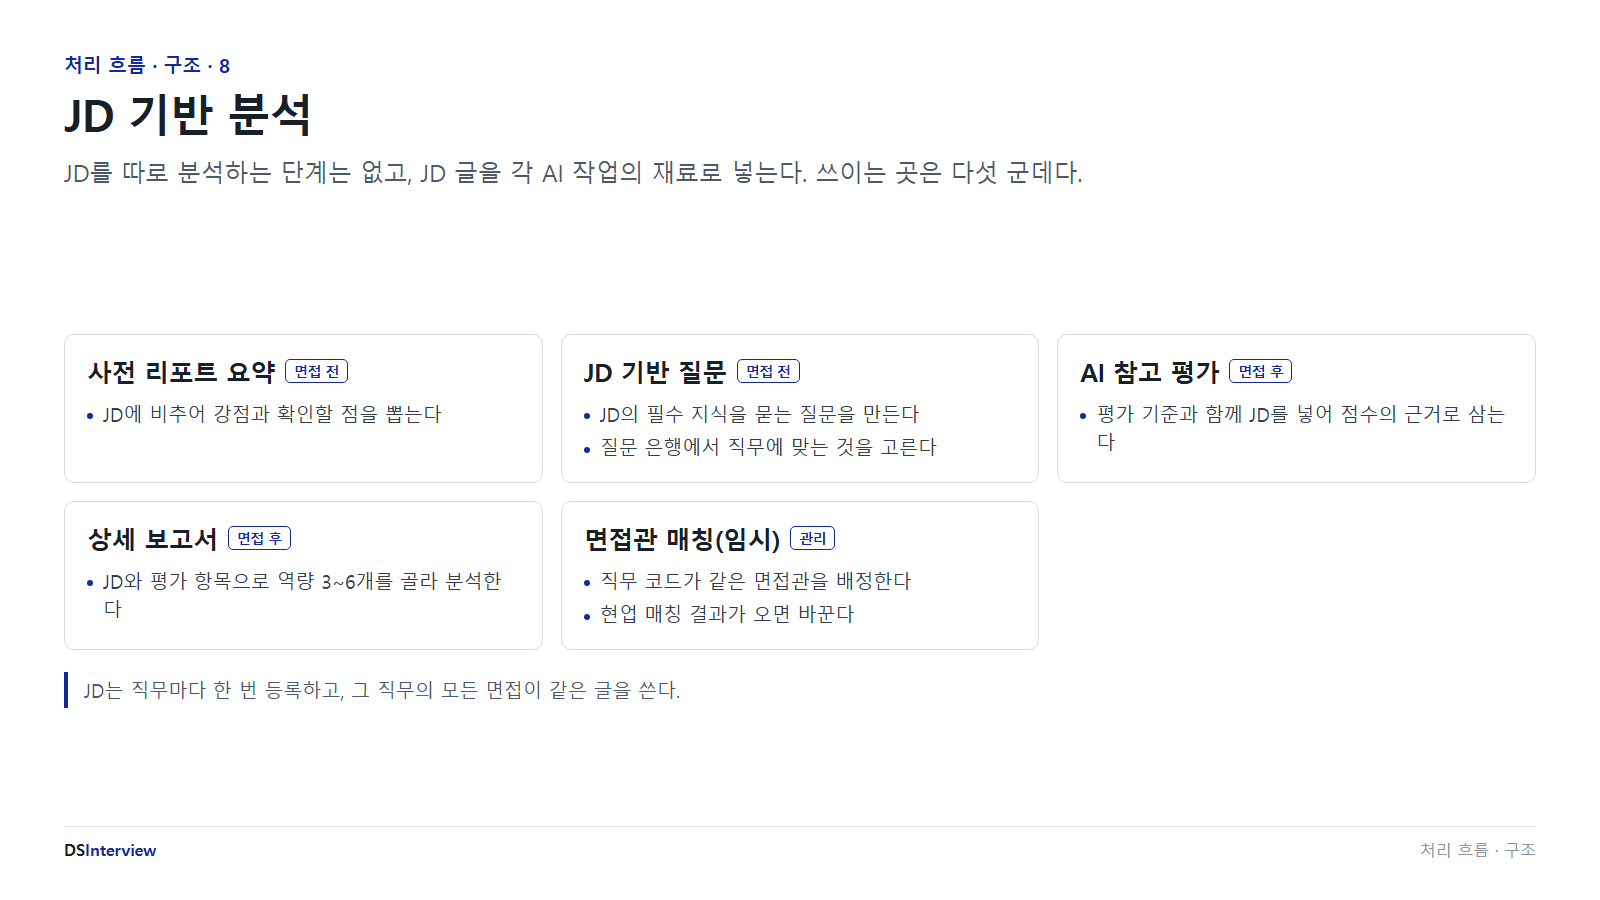 처리 흐름 · 구조 · 8
JD 기반 분석
JD를 따로 분석하는 단계는 없고, JD 글을 각 AI 작업의 재료로 넣는다. 쓰이는 곳은 다섯 군데다.
사전 리포트 요약 면접 전
• JD에 비추어 강점과 확인할 점을 뽑는다
JD 기반 질문 면접 전
• JD의 필수 지식을 묻는 질문을 만든다
• 질문 은행에서 직무에 맞는 것을 고른다
AI 참고 평가 면접 후
• 평가 기준과 함께 JD를 넣어 점수의 근거로 삼는
다
상세 보고서 면접 후
• JD와 평가 항목으로 역량 3~6개를 골라 분석한
다
면접관 매칭(임시) 관리
• 직무 코드가 같은 면접관을 배정한다
• 현업 매칭 결과가 오면 바꾼다
JD는 직무마다 한 번 등록하고, 그 직무의 모든 면접이 같은 글을 쓴다.
DSInterview
처리 흐름 · 구조